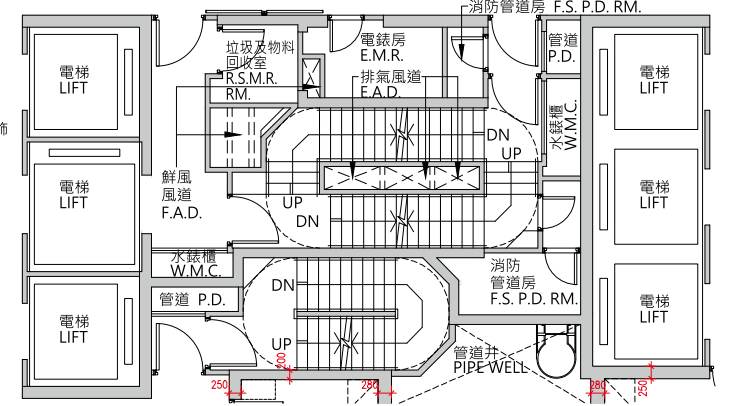 消防管道房 F.S. P.D. RM.
垃圾及物料
回收室
R.S.M.R.
RM.
電錶房
E.M.R.
管道
P.D.
電梯
LIFT
電梯
LIFT
排氣風道
E.A.D.
水錶櫃
W.M.C.
飾
DN
UP
鮮風
風道
F.A.D.
電梯
LIFT
電梯
LIFT
UP
DN
水錶櫃
W.M.C.
消防
管道房
F.S. P.D. RM.
DN
管道 P.D.
電梯
LIFT
電梯
LIFT
UP
管道井
PIPE WELL
200
250
280
280
250